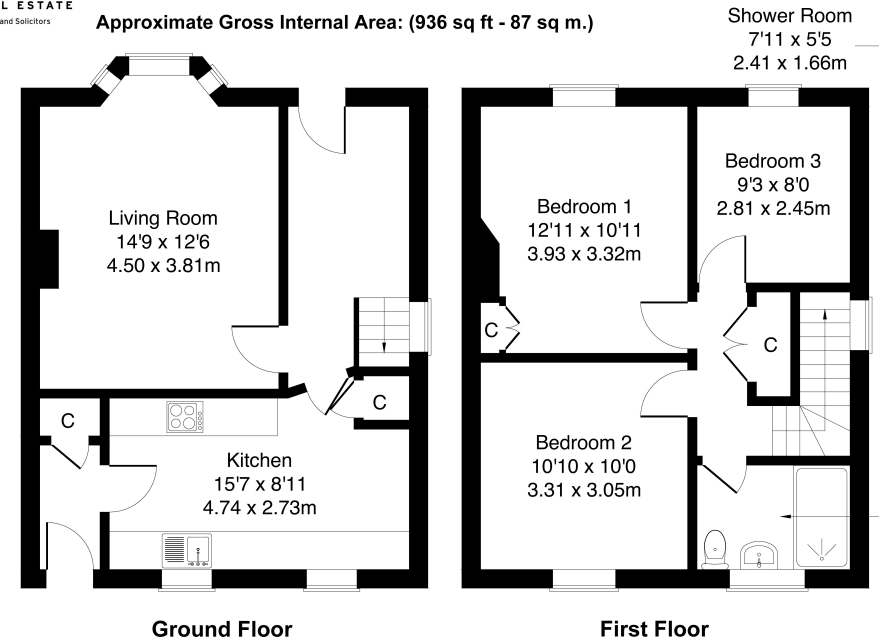 L ESTATE
and Solicitors
Approximate Gross Internal Area: (936 sq ft - 87 sq m.)
Shower Room
7'11 x 5'5
2.41 x 1.66m
Living Room
14'9 x 12'6
4.50 x 3.81m
C
C
Kitchen
15'7 x 8'11
4.74 x 2.73m
Bedroom 1
12'11 x 10'11
3.93 x 3.32m
Bedroom 3
9'3 x 8'0
2.81 x 2.45m
C
C
Bedroom 2
10'10 x 10'0
3.31 x 3.05m
Ground Floor
First Floor